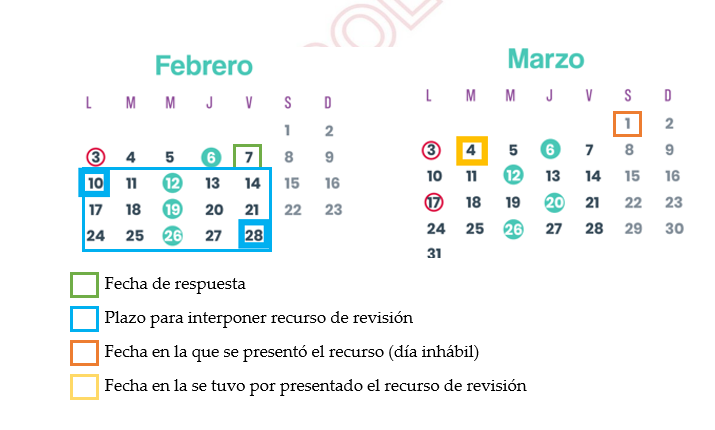 OL
Febrero
L M M J V S D
1 2
3 4 5 6 7 8 9
10 11 12 13 14 15 16
17 18 19 20 21 22 23
24 25 26 27 28
Marzo
L M M J V S D
1 2
3 4 5 6 7 8 9
10 11 12 13 14 15 16
17 18 19 20 21 22 23
24 25 26 27 28 29 30
31
Fecha de respuesta
Plazo para interponer recurso de revisión
Fecha en la que se presentó el recurso (día inhábil)
Fecha en la se tuvo por presentado el recurso de revisión